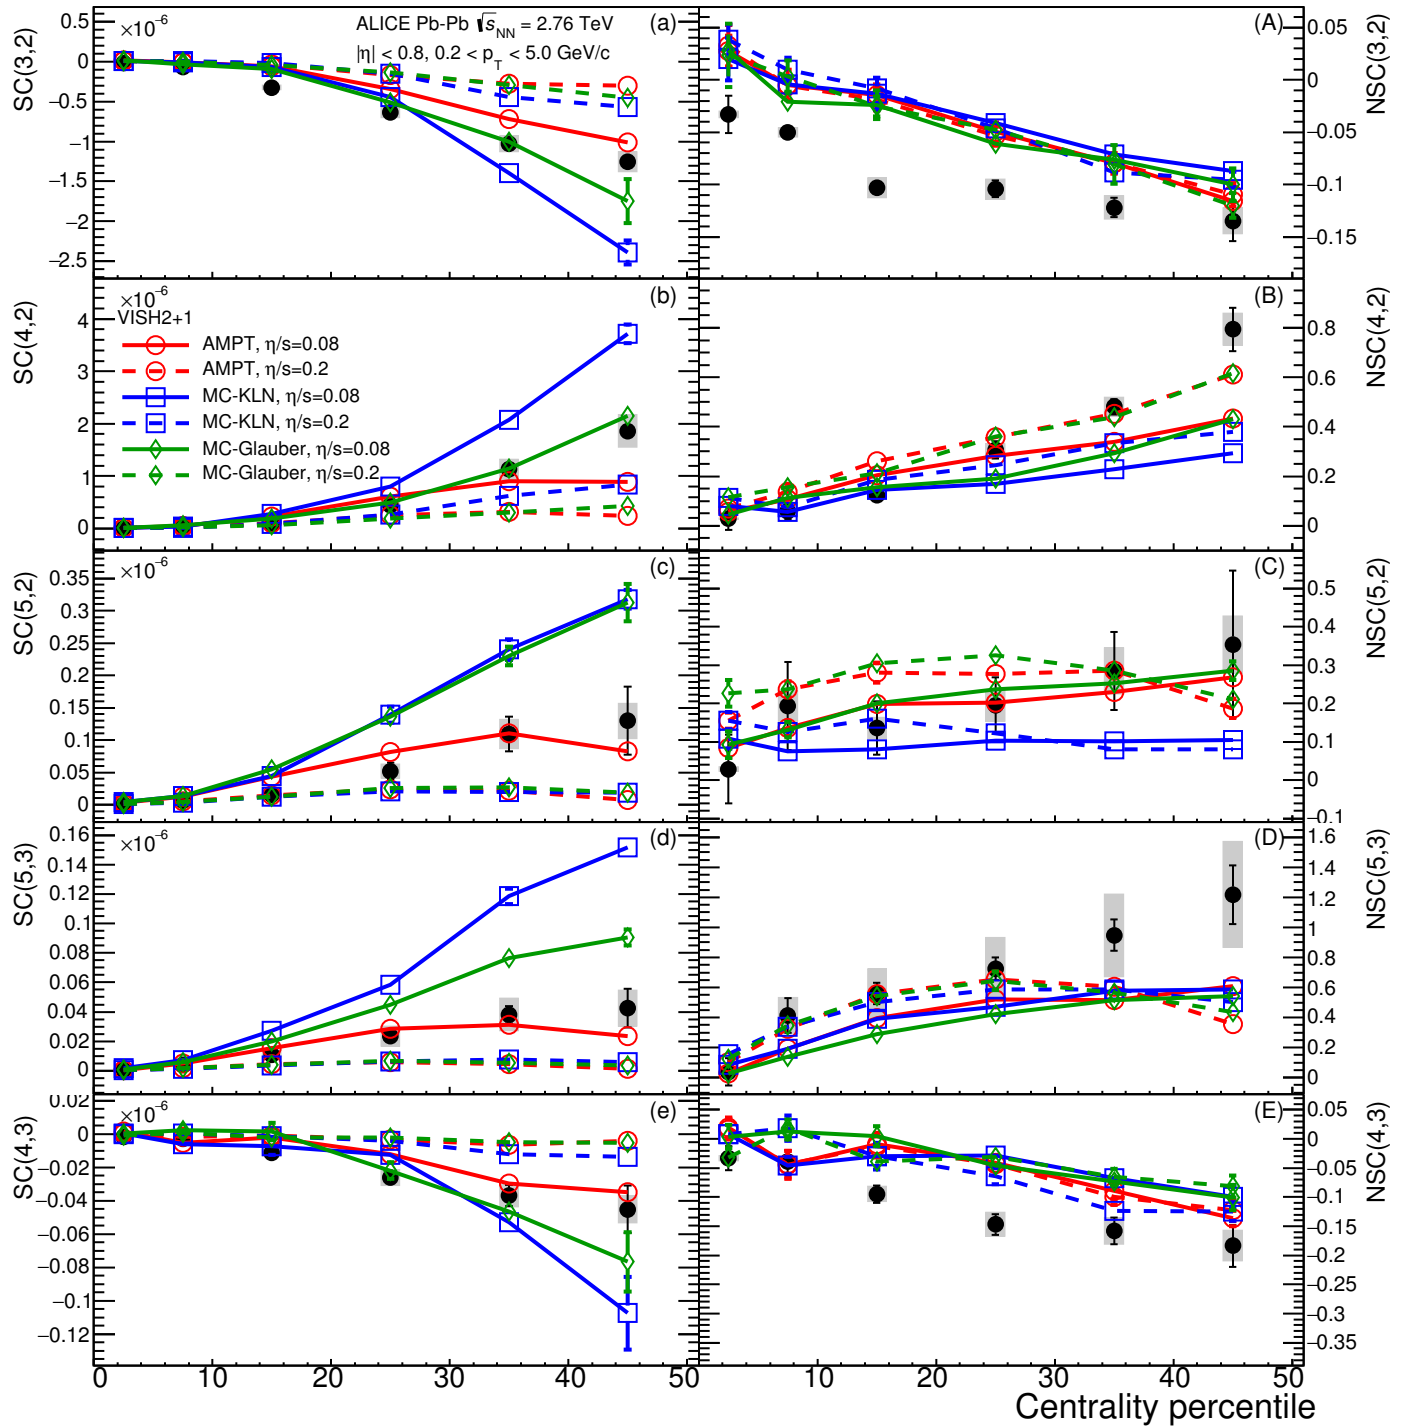 ×10⁻⁶
ALICE Pb-Pb √sNN = 2.76 TeV
|η| < 0.8, 0.2 < pT < 5.0 GeV/c
(a)
SC(3,2)
0.5
0
−0.5
−1
−1.5
−2
−2.5
(A)
NSC(3,2)
0.05
0
−0.05
−0.1
−0.15
×10⁻⁶
(b)
VISH2+1
AMPT, η/s=0.08
AMPT, η/s=0.2
MC-KLN, η/s=0.08
MC-KLN, η/s=0.2
MC-Glauber, η/s=0.08
MC-Glauber, η/s=0.2
SC(4,2)
4
3
2
1
0
(B)
NSC(4,2)
0.8
0.6
0.4
0.2
0
×10⁻⁶
(c)
SC(5,2)
0.35
0.3
0.25
0.2
0.15
0.1
0.05
0
(C)
NSC(5,2)
0.5
0.4
0.3
0.2
0.1
0
−0.1
×10⁻⁶
(d)
SC(5,3)
0.16
0.14
0.12
0.1
0.08
0.06
0.04
0.02
0
(D)
NSC(5,3)
1.6
1.4
1.2
1
0.8
0.6
0.4
0.2
0
×10⁻⁶
(e)
SC(4,3)
0.02
0
−0.02
−0.04
−0.06
−0.08
−0.1
−0.12
(E)
NSC(4,3)
0.05
0
−0.05
−0.1
−0.15
−0.2
−0.25
−0.3
−0.35
0 10 20 30 40 50
10 20 30 40 50
Centrality percentile